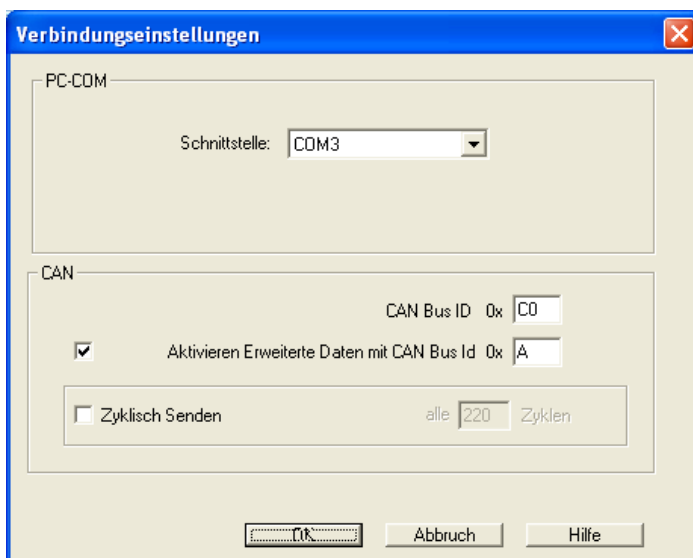 Verbindungseinstellungen
PC-COM
Schnittstelle: COM3
CAN
CAN Bus ID 0x C0
Aktivieren Erweiterte Daten mit CAN Bus Id 0x A
Zyklisch Senden alle 220 Zyklen
OK Abbruch Hilfe